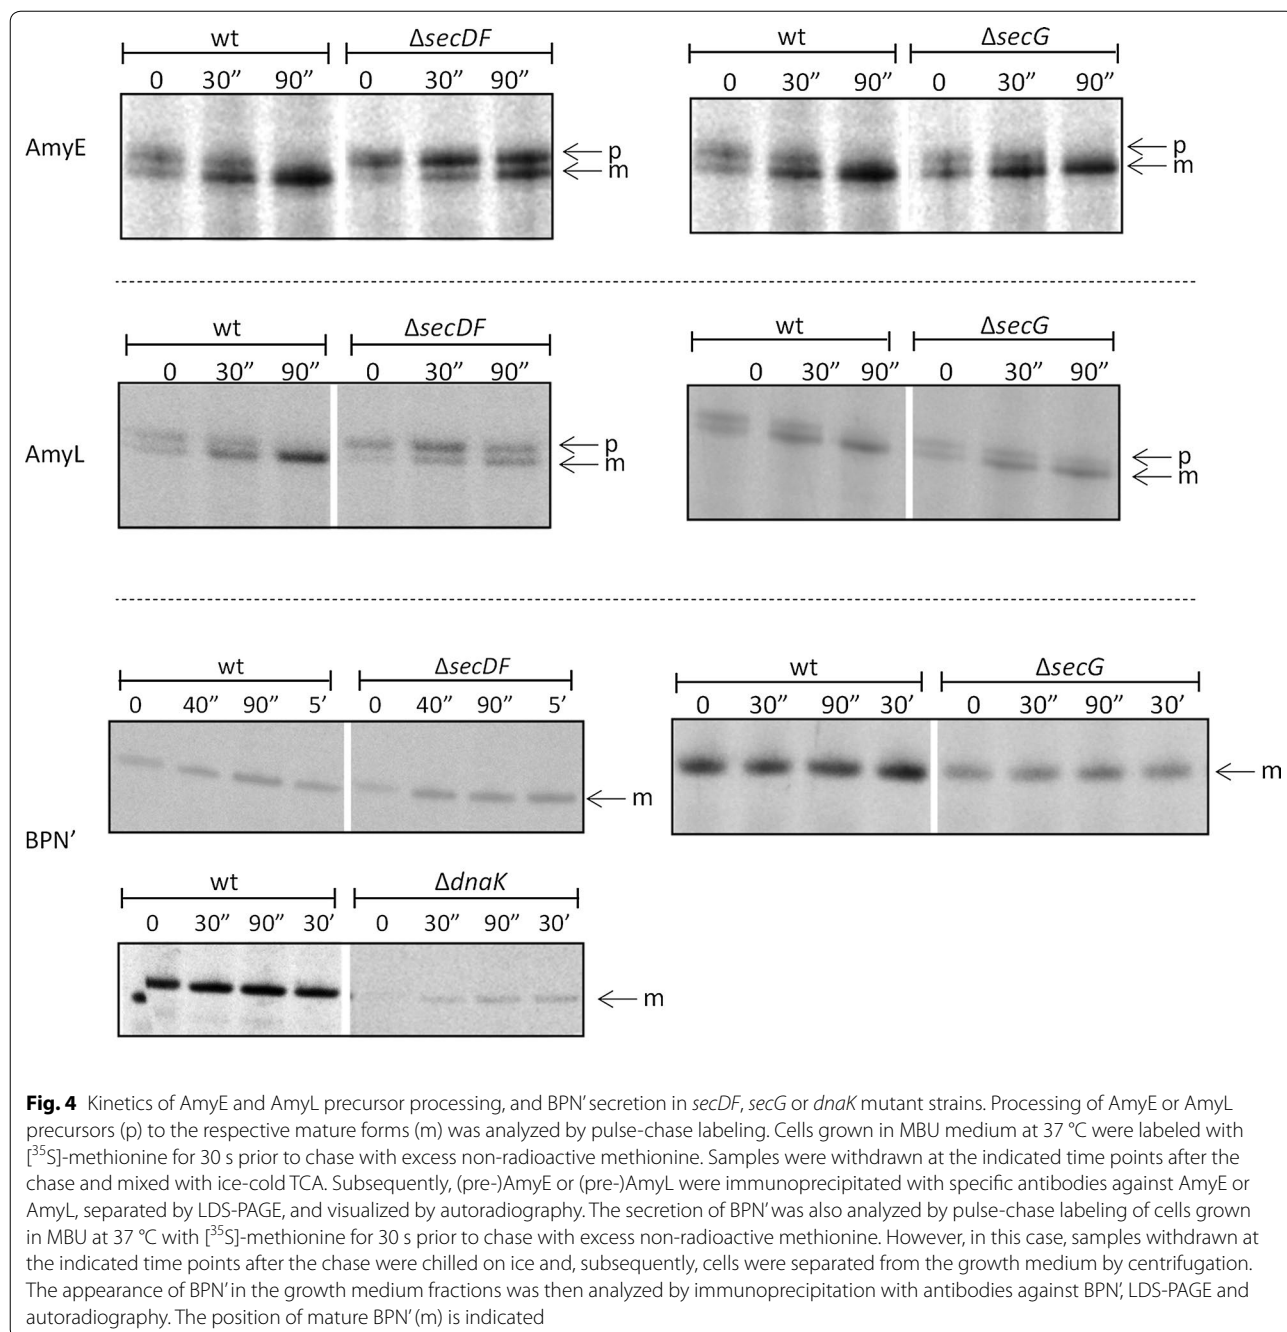 wt ΔsecDF wt ΔsecG
0 30” 90” 0 30” 90” 0 30” 90” 0 30” 90”
AmyE
p
m
p
m
wt ΔsecDF wt ΔsecG
0 30” 90” 0 30” 90” 0 30” 90” 0 30” 90”
AmyL
p
m
p
m
wt ΔsecDF wt ΔsecG
0 40” 90” 5’ 0 40” 90” 5’ 0 30” 90” 30’ 0 30” 90” 30’
m
m
BPN’
wt ΔdnaK
0 30” 90” 30’ 0 30” 90” 30’
m
Fig. 4 Kinetics of AmyE and AmyL precursor processing, and BPN’ secretion in secDF, secG or dnaK mutant strains. Processing of AmyE or AmyL
precursors (p) to the respective mature forms (m) was analyzed by pulse-chase labeling. Cells grown in MBU medium at 37 °C were labeled with
[³⁵S]-methionine for 30 s prior to chase with excess non-radioactive methionine. Samples were withdrawn at the indicated time points after the
chase and mixed with ice-cold TCA. Subsequently, (pre-)AmyE or (pre-)AmyL were immunoprecipitated with specific antibodies against AmyE or
AmyL, separated by LDS-PAGE, and visualized by autoradiography. The secretion of BPN’ was also analyzed by pulse-chase labeling of cells grown
in MBU at 37 °C with [³⁵S]-methionine for 30 s prior to chase with excess non-radioactive methionine. However, in this case, samples withdrawn at
the indicated time points after the chase were chilled on ice and, subsequently, cells were separated from the growth medium by centrifugation.
The appearance of BPN’ in the growth medium fractions was then analyzed by immunoprecipitation with antibodies against BPN’, LDS-PAGE and
autoradiography. The position of mature BPN’ (m) is indicated